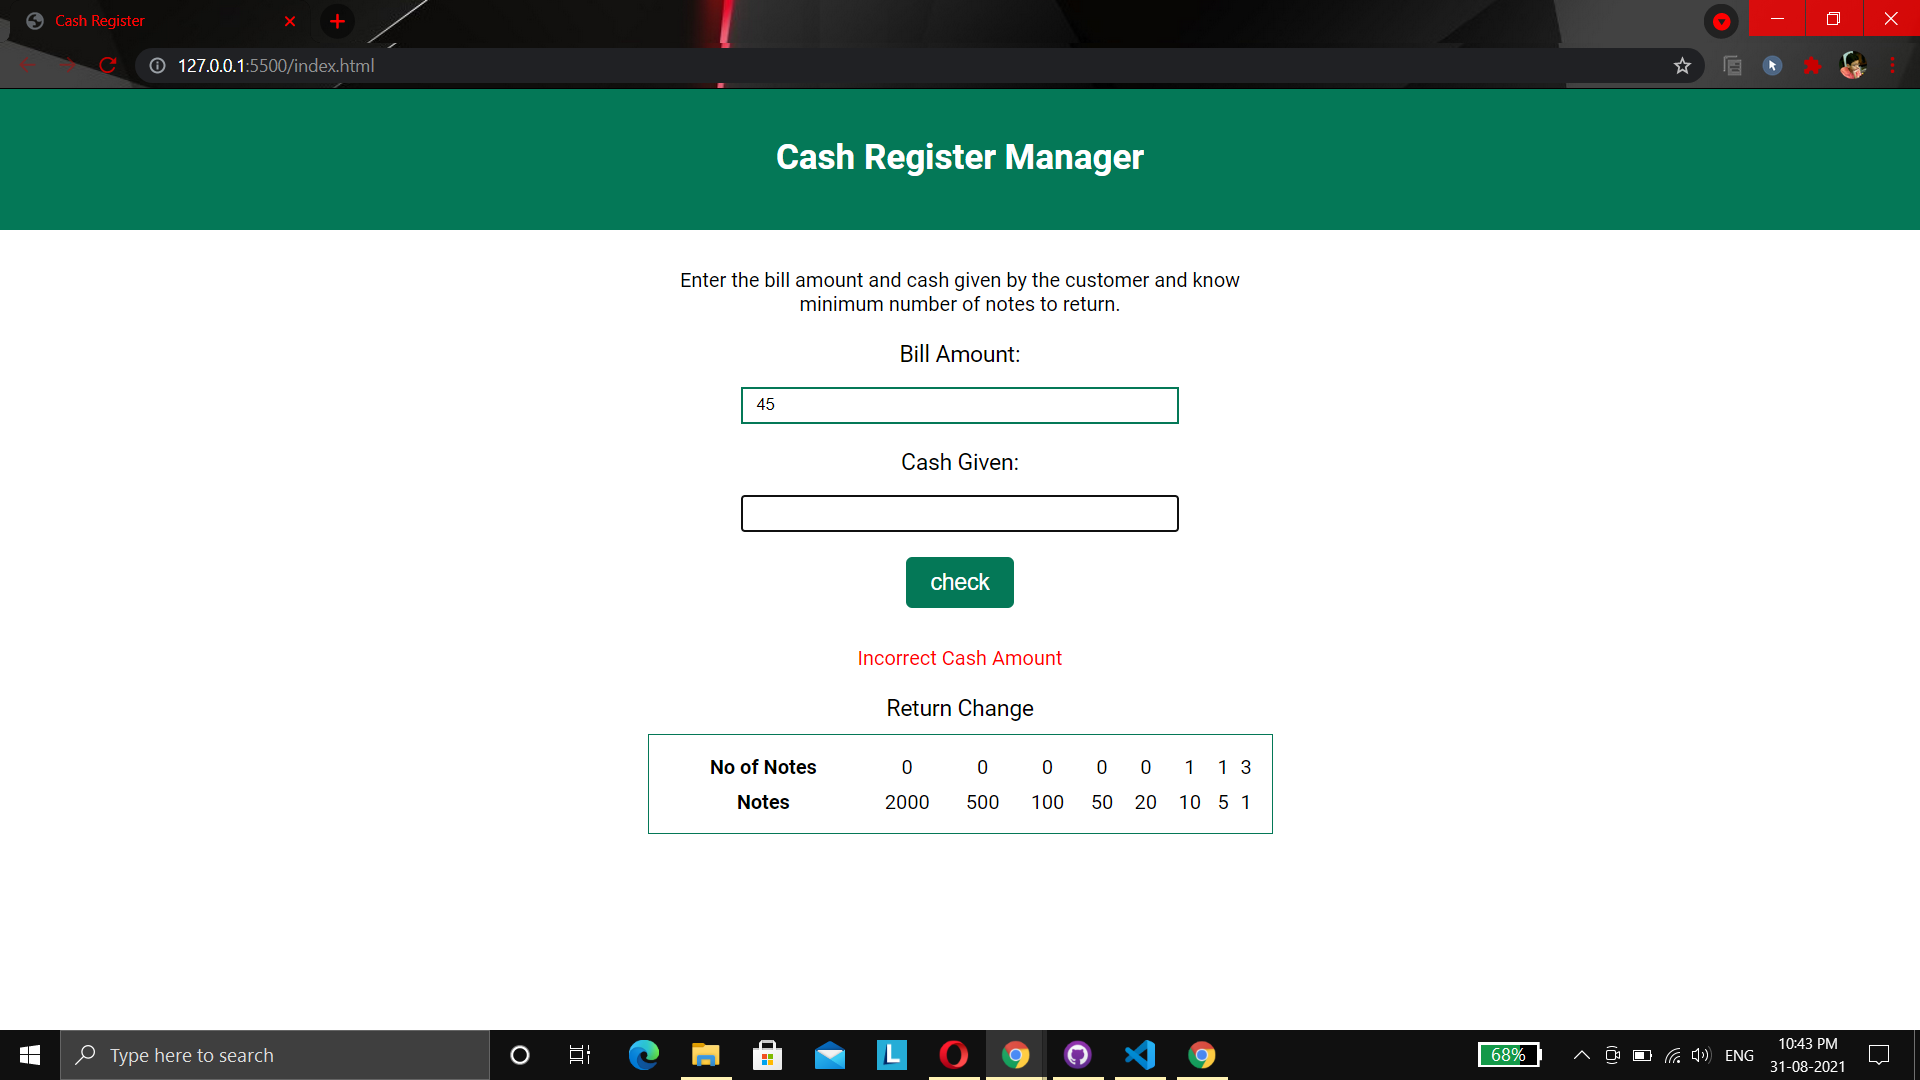 Cash Register
127.0.0.1:5500/index.html
Cash Register Manager
Enter the bill amount and cash given by the customer and know
minimum number of notes to return.
Bill Amount:
45
Cash Given:
check
Incorrect Cash Amount
Return Change
No of Notes 0 0 0 0 0 1 1 3
Notes 2000 500 100 50 20 10 5 1
Type here to search
L
68%
ENG
10:43 PM
31-08-2021